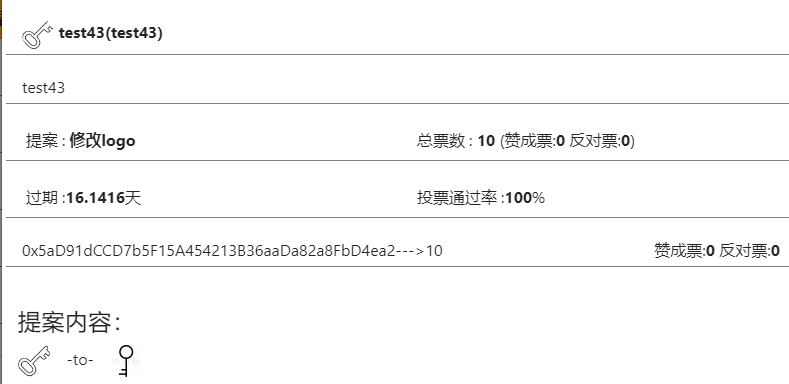 test43(test43)
test43
提案 : 修改logo 总票数 : 10 (赞成票:0 反对票:0)
过期 :16.1416天 投票通过率 :100%
0x5aD91dCCD7b5F15A454213B36aaDa82a8FbD4ea2--->10 赞成票:0 反对票:0
提案内容：
-to-